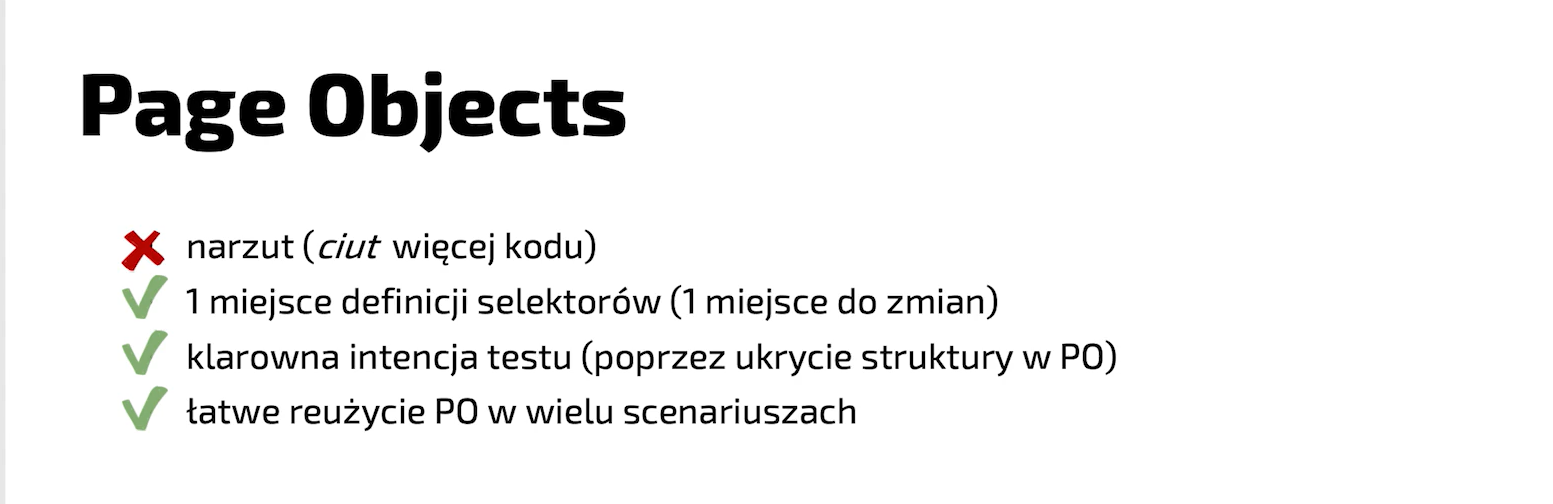 Page Objects
narzut (ciut więcej kodu)
1 miejsce definicji selektorów (1 miejsce do zmian)
klarowna intencja testu (poprzez ukrycie struktury w PO)
łatwe reużycie PO w wielu scenariuszach